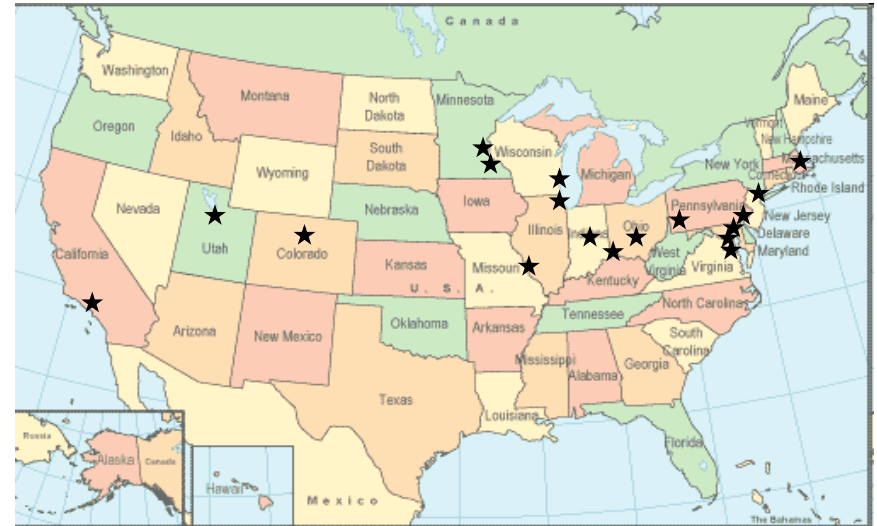 Canada
Washington
Montana
North
Dakota
Minnesota
Maine
Oregon
Idaho
South
Dakota
Wisconsin
Vermont
New Hampshire
Michigan
New York
Massachusetts
Wyoming
Rhode Island
Nevada
Nebraska
Iowa
Pennsylvania
New Jersey
Utah
Colorado
Illinois
Ohio
Delaware
Maryland
California
Kansas
Missouri
West
Virginia
Virginia
Kentucky
U. S. A.
Arizona
New Mexico
Oklahoma
Arkansas
Tennessee
North Carolina
South
Carolina
Mississippi
Alabama
Georgia
Texas
Louisiana
Florida
Russia
Alaska
Canada
Hawaii
Mexico
The Bahamas